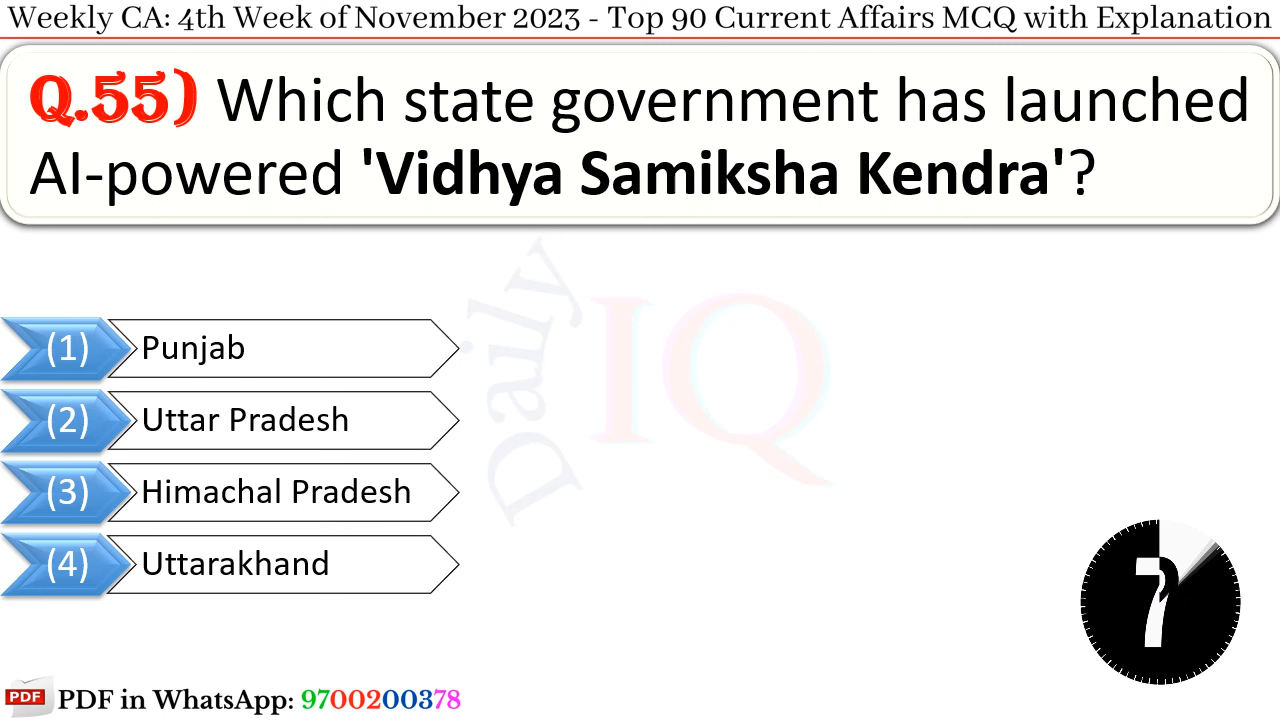 Weekly CA: 4th Week of November 2023 - Top 90 Current Affairs MCQ with Explanation
Q.55) Which state government has launched
AI-powered 'Vidhya Samiksha Kendra'?
Daily IQ
(1) Punjab
(2) Uttar Pradesh
(3) Himachal Pradesh
(4) Uttarakhand
7
PDF PDF in WhatsApp: 9700200378